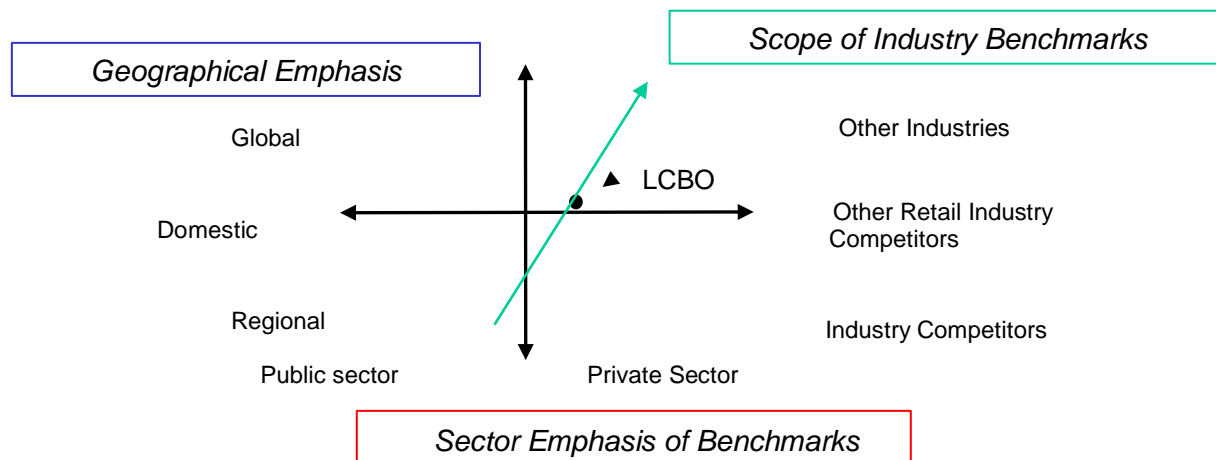 Scope of Industry Benchmarks
Geographical Emphasis
Global
Other Industries
LCBO
Domestic
Other Retail Industry
Competitors
Regional
Industry Competitors
Public sector
Private Sector
Sector Emphasis of Benchmarks